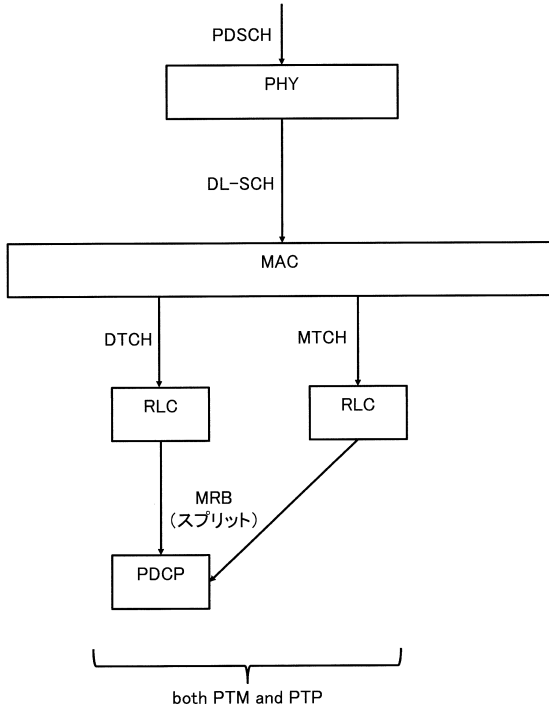 PDSCH
PHY
DL-SCH
MAC
DTCH
MTCH
RLC
RLC
MRB
(スプリット)
PDCP
both PTM and PTP